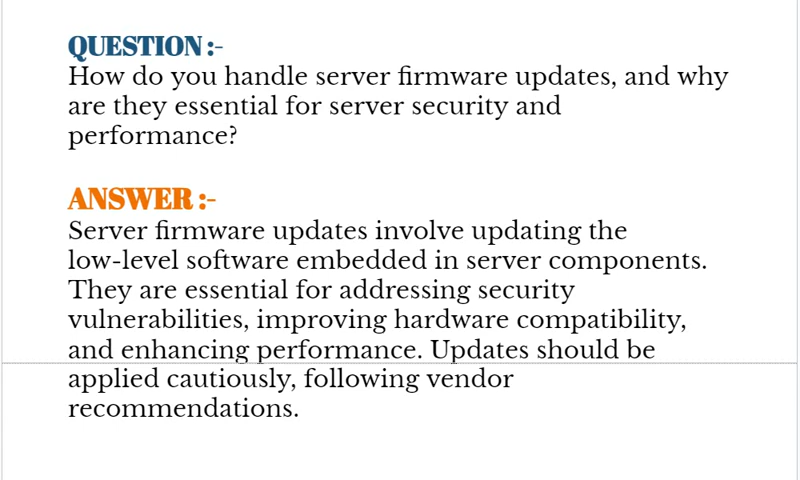 QUESTION :-
How do you handle server firmware updates, and why
are they essential for server security and
performance?
ANSWER :-
Server firmware updates involve updating the
low-level software embedded in server components.
They are essential for addressing security
vulnerabilities, improving hardware compatibility,
and enhancing performance. Updates should be
applied cautiously, following vendor
recommendations.